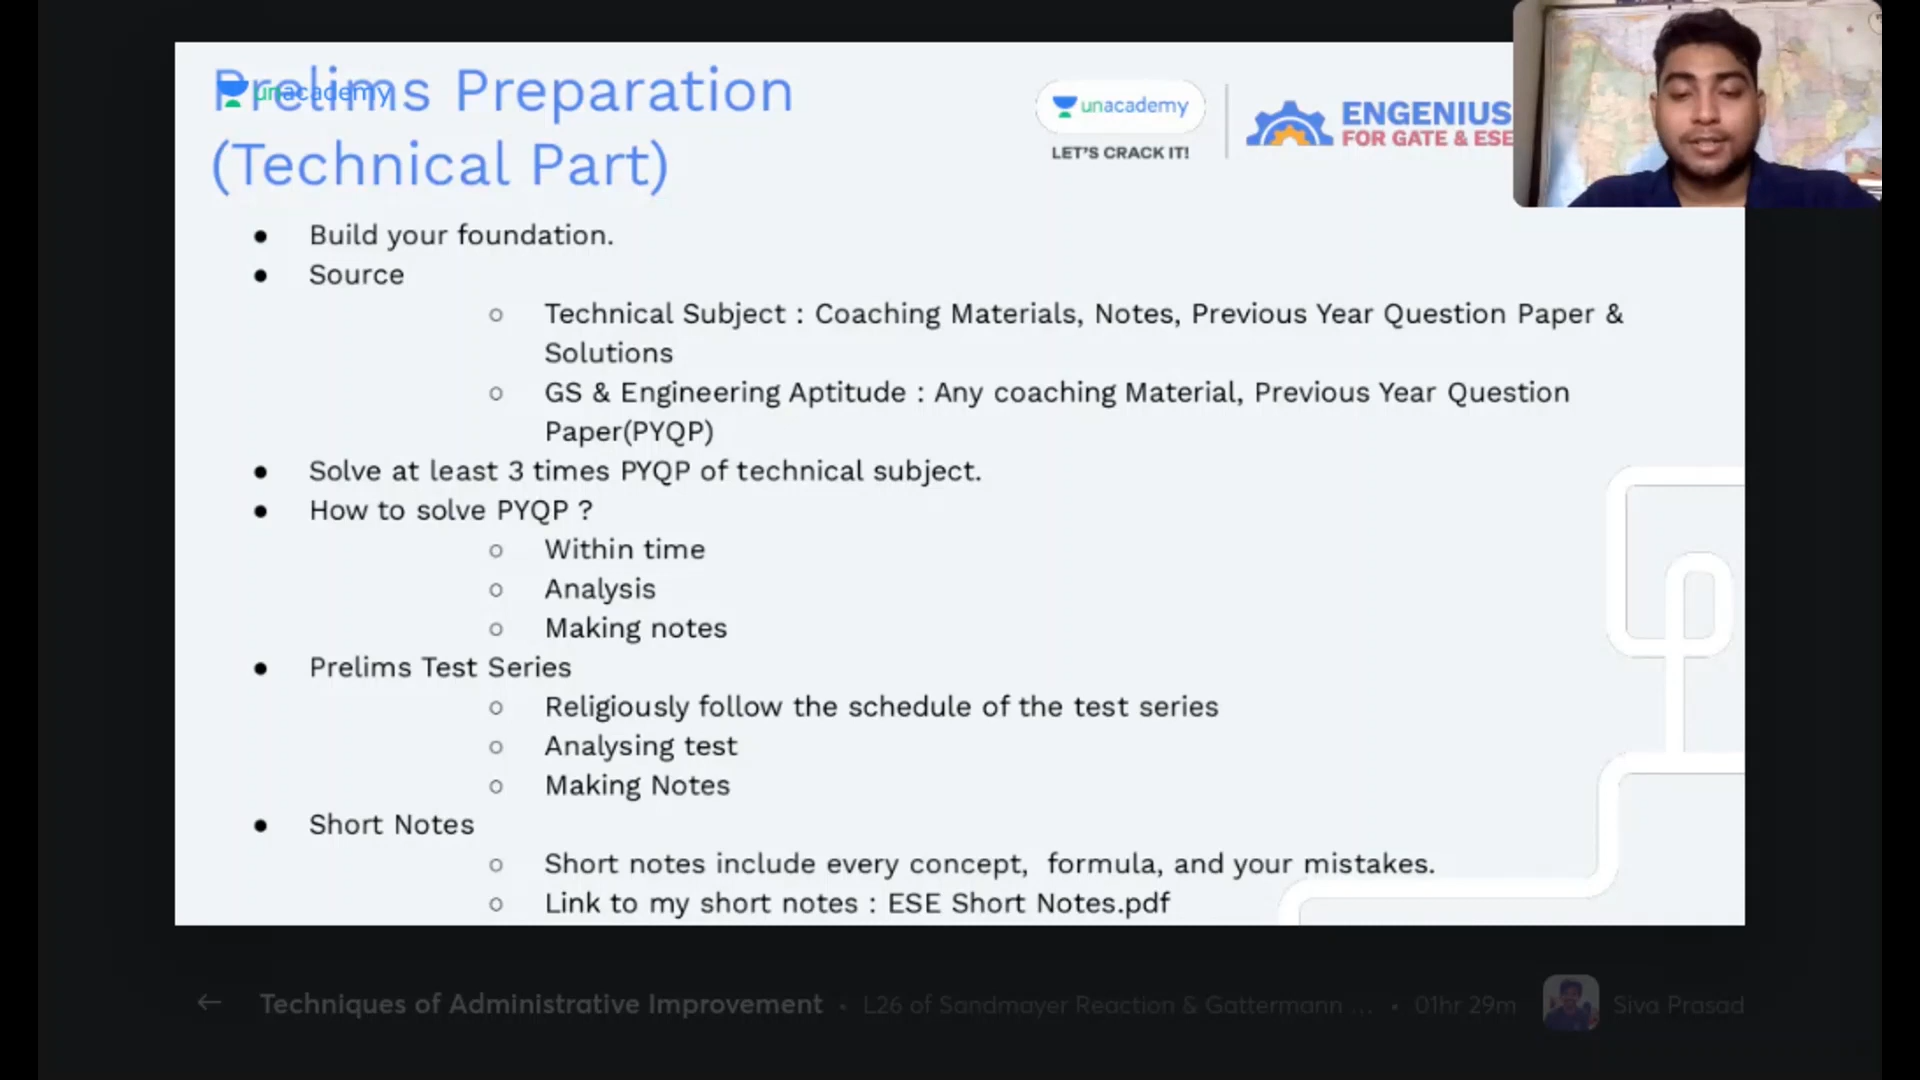 Prelims Preparation
(Technical Part)
unacademy
unacademy
LET'S CRACK IT!
ENGENIUS
FOR GATE & ESE
● Build your foundation.
● Source
○ Technical Subject : Coaching Materials, Notes, Previous Year Question Paper &
Solutions
○ GS & Engineering Aptitude : Any coaching Material, Previous Year Question
Paper(PYQP)
● Solve at least 3 times PYQP of technical subject.
● How to solve PYQP ?
○ Within time
○ Analysis
○ Making notes
● Prelims Test Series
○ Religiously follow the schedule of the test series
○ Analysing test
○ Making Notes
● Short Notes
○ Short notes include every concept, formula, and your mistakes.
○ Link to my short notes : ESE Short Notes.pdf
← Techniques of Administrative Improvement • L26 of Sandmayer Reaction & Gattermann ... • 01hr 29m Siva Prasad